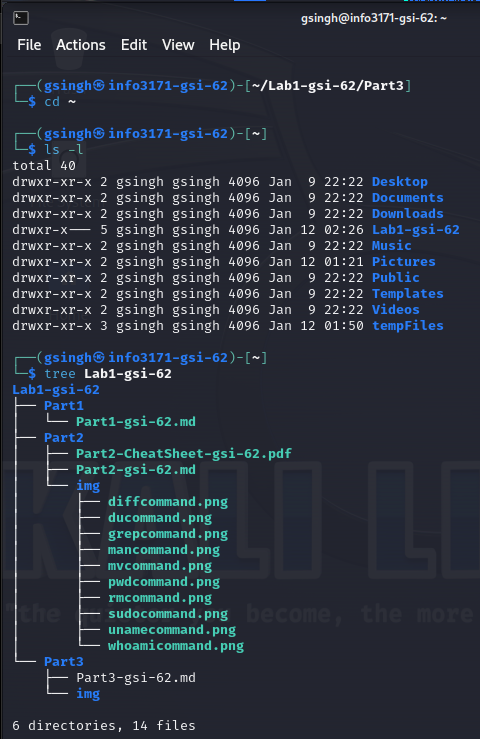 gsingh@info3171-gsi-62: ~
File Actions Edit View Help
┌──(gsingh㉿info3171-gsi-62)-[~/Lab1-gsi-62/Part3]
└─$ cd ~
┌──(gsingh㉿info3171-gsi-62)-[~]
└─$ ls -l
total 40
drwxr-xr-x 2 gsingh gsingh 4096 Jan  9 22:22 Desktop
drwxr-xr-x 2 gsingh gsingh 4096 Jan  9 22:22 Documents
drwxr-xr-x 2 gsingh gsingh 4096 Jan  9 22:22 Downloads
drwxr-x--- 5 gsingh gsingh 4096 Jan 12 02:26 Lab1-gsi-62
drwxr-xr-x 2 gsingh gsingh 4096 Jan  9 22:22 Music
drwxr-xr-x 2 gsingh gsingh 4096 Jan 12 01:21 Pictures
drwxr-xr-x 2 gsingh gsingh 4096 Jan  9 22:22 Public
drwxr-xr-x 2 gsingh gsingh 4096 Jan  9 22:22 Templates
drwxr-xr-x 2 gsingh gsingh 4096 Jan  9 22:22 Videos
drwxr-xr-x 3 gsingh gsingh 4096 Jan 12 01:50 tempFiles
┌──(gsingh㉿info3171-gsi-62)-[~]
└─$ tree Lab1-gsi-62
Lab1-gsi-62
├── Part1
│   └── Part1-gsi-62.md
├── Part2
│   ├── Part2-CheatSheet-gsi-62.pdf
│   ├── Part2-gsi-62.md
│   └── img
│       ├── diffcommand.png
│       ├── ducommand.png
│       ├── grepcommand.png
│       ├── mancommand.png
│       ├── mvcommand.png
│       ├── pwdcommand.png
│       ├── rmcommand.png
│       ├── sudocommand.png
│       ├── unamecommand.png
│       └── whoamicommand.png
└── Part3
    ├── Part3-gsi-62.md
    └── img
6 directories, 14 files
KALI LI
"the become, the more